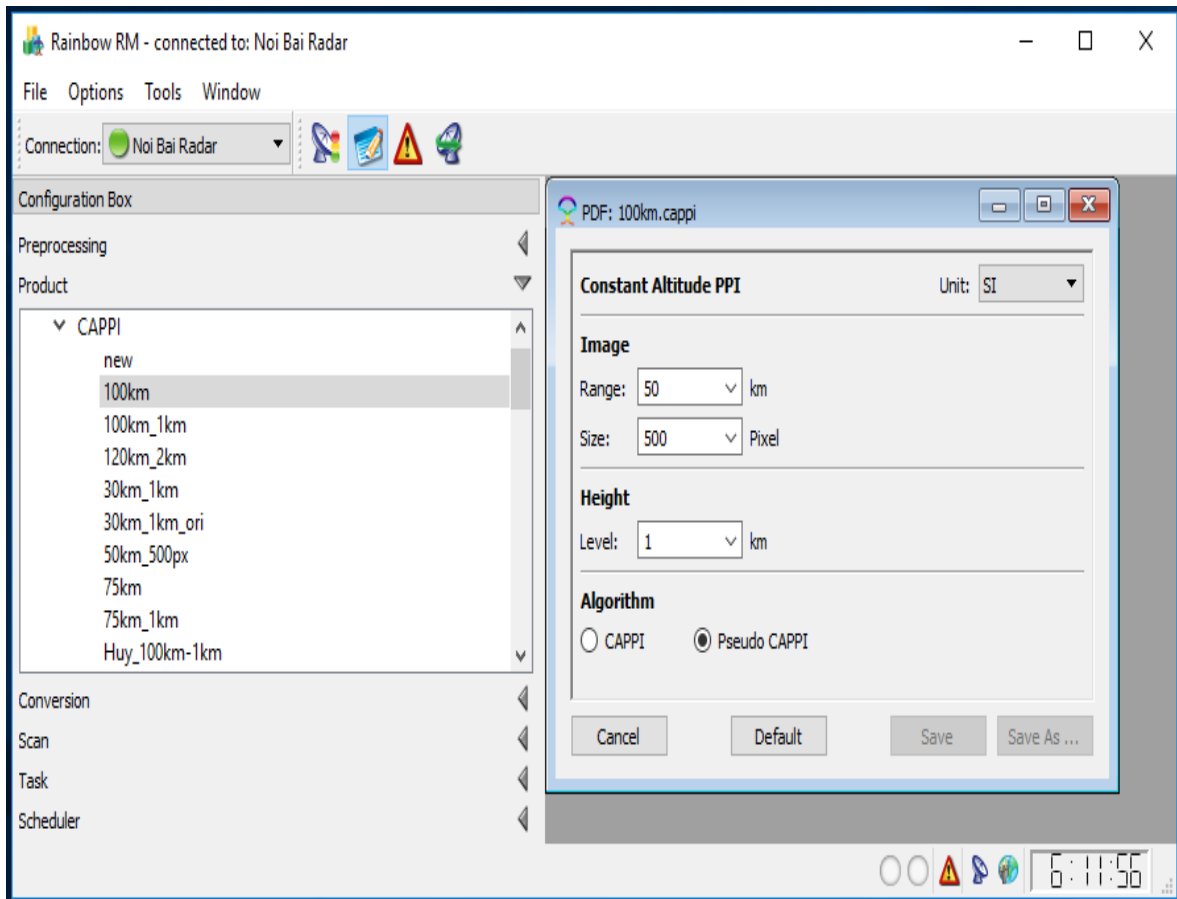 Rainbow RM - connected to: Noi Bai Radar
File Options Tools Window
Connection: Noi Bai Radar
Configuration Box
Preprocessing
Product
CAPPI
new
100km
100km_1km
120km_2km
30km_1km
30km_1km_ori
50km_500px
75km
75km_1km
Huy_100km-1km
Conversion
Scan
Task
Scheduler
PDF: 100km.cappi
Constant Altitude PPI Unit: SI
Image
Range: 50 km
Size: 500 Pixel
Height
Level: 1 km
Algorithm
CAPPI Pseudo CAPPI
Cancel Default Save Save As ...
6:11:56